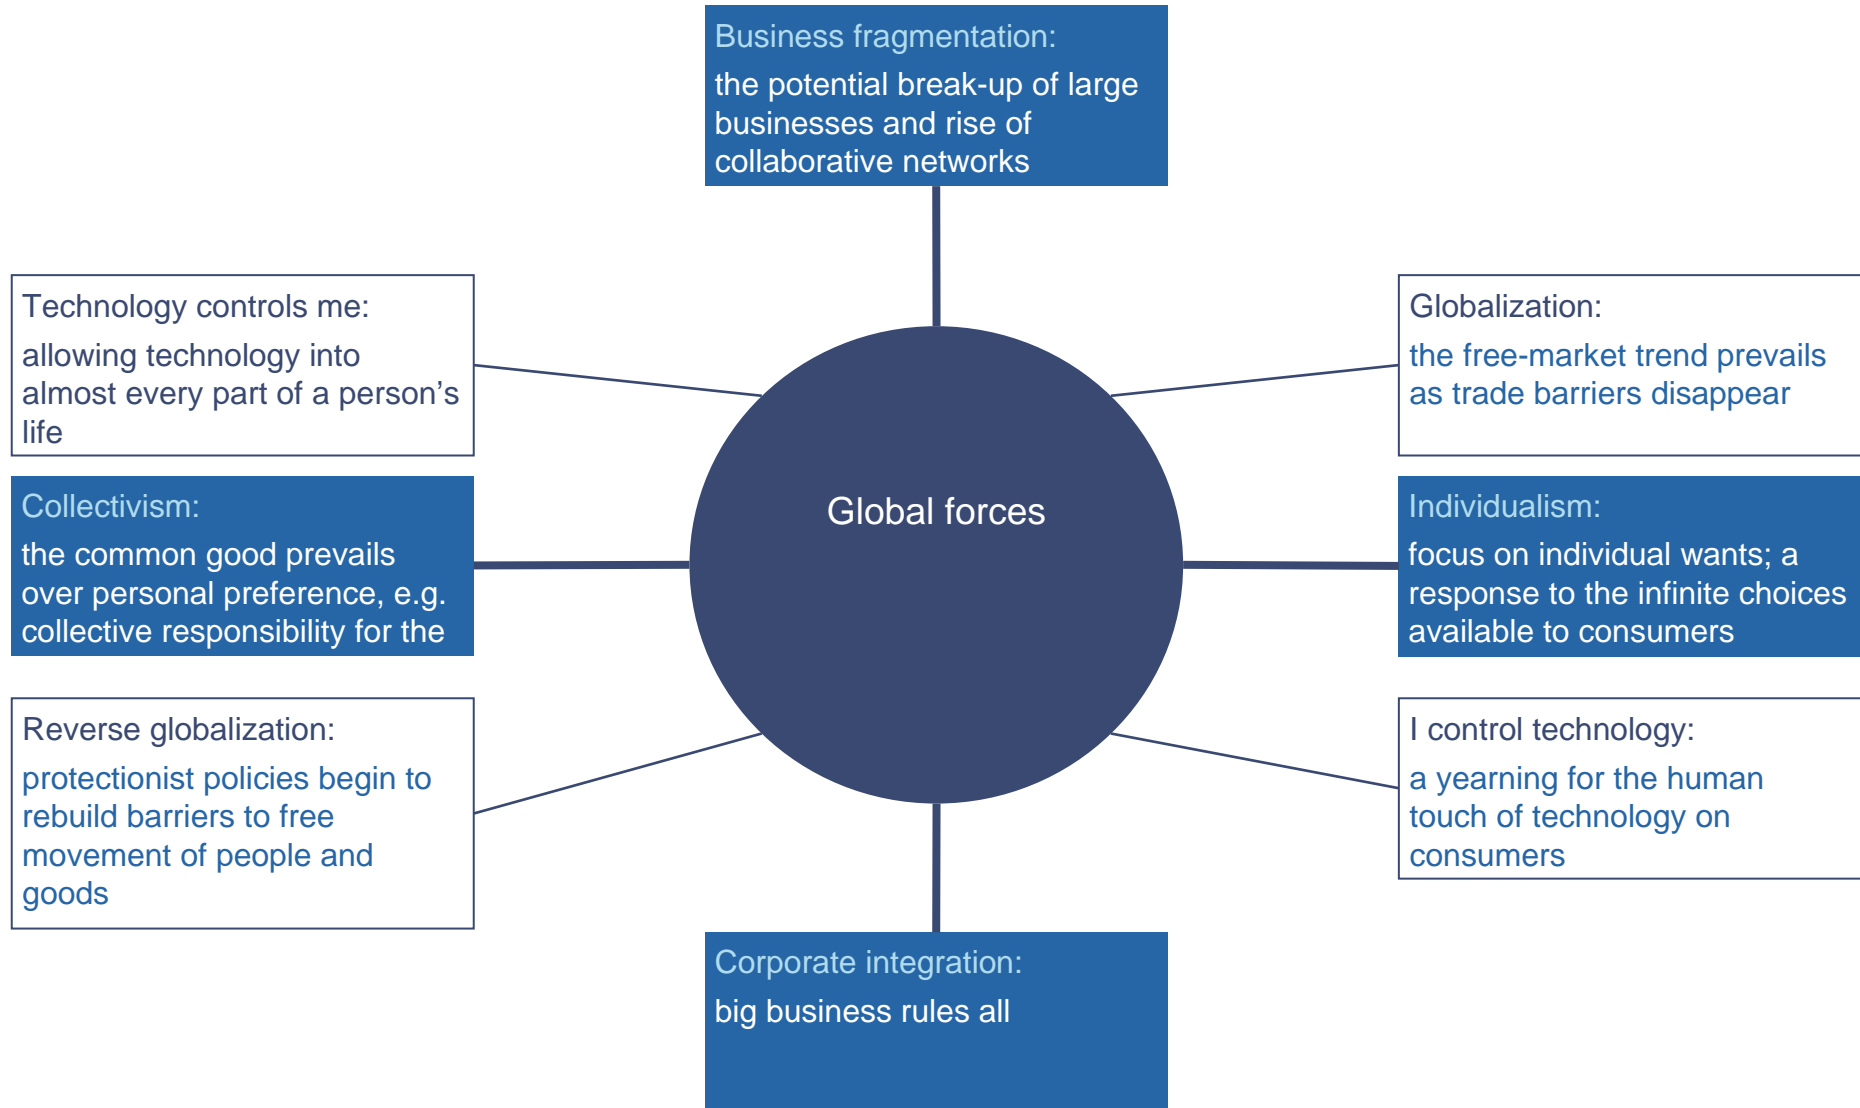 Business fragmentation:
the potential break-up of large
businesses and rise of
collaborative networks
Technology controls me:
allowing technology into
almost every part of a person’s
life
Globalization:
the free-market trend prevails
as trade barriers disappear
Global forces
Collectivism:
the common good prevails
over personal preference, e.g.
collective responsibility for the
Individualism:
focus on individual wants; a
response to the infinite choices
available to consumers
Reverse globalization:
protectionist policies begin to
rebuild barriers to free
movement of people and
goods
I control technology:
a yearning for the human
touch of technology on
consumers
Corporate integration:
big business rules all